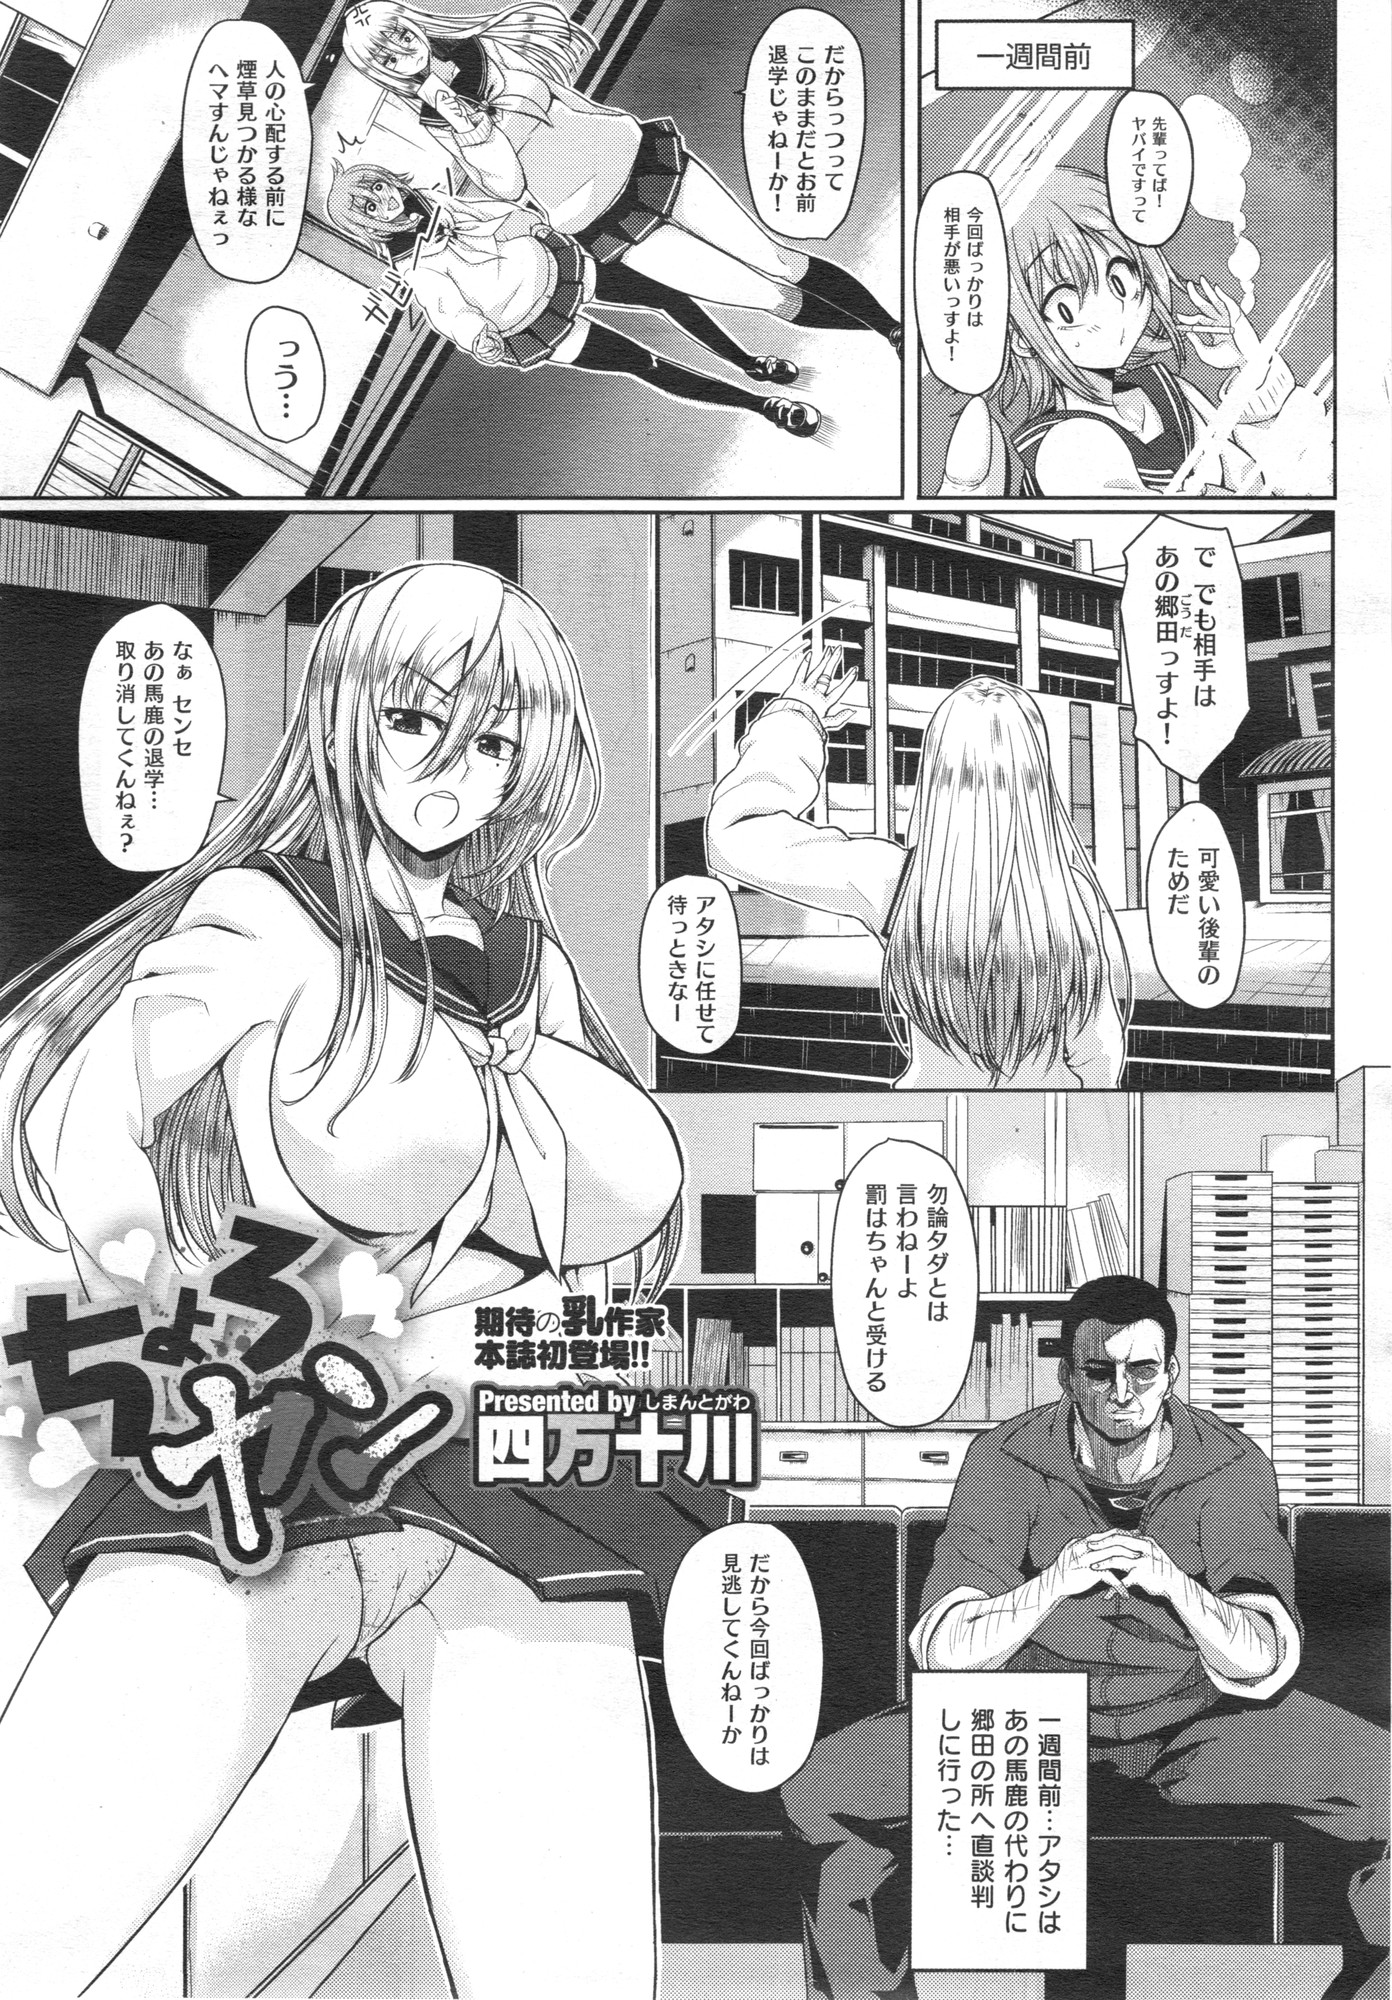 一週間前
先輩ってば!
ヤバイですって
今回ばっかりは
相手が悪いっすよ!
だからっつって
このままだとお前
退学じゃねーか!
人の心配する前に
煙草見つかる様な
ヘマすんじゃねぇっ
っう…
で でも相手は
あの郷田っすよ!
ごうだ
可愛い後輩の
ためだ
アタシに任せて
待っときなー
なぁ センセ
あの馬鹿の退学…
取り消してくんねぇ?
勿論タダとは
言わねーよ
罰はちゃんと受ける
だから今回ばっかりは
見逃してくんねーか
一週間前…アタシは
あの馬鹿の代わりに
郷田の所へ直談判
しに行った…
ちょろ
ヤン
期待の乳作家
本誌初登場!!
Presented by しまんとがわ
四万十川